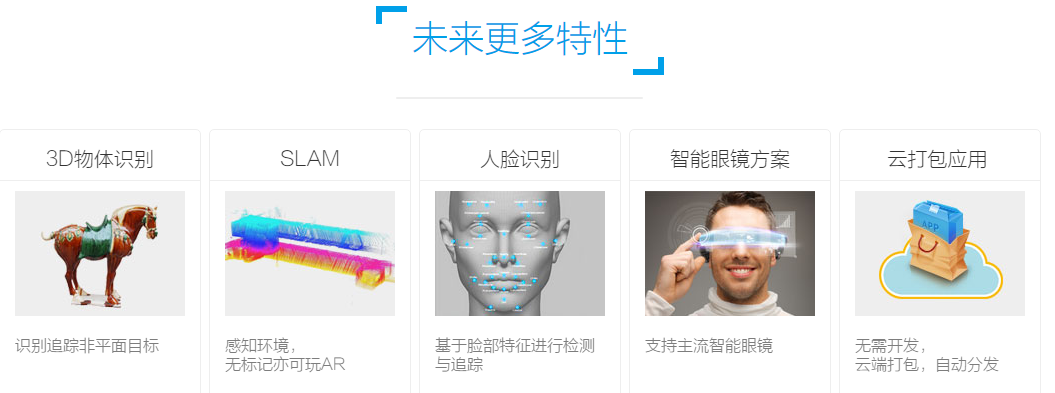 未来更多特性
3D物体识别
SLAM
人脸识别
智能眼镜方案
云打包应用
APP
识别追踪非平面目标
感知环境，
无标记亦可玩AR
基于脸部特征进行检测
与追踪
支持主流智能眼镜
无需开发，
云端打包，自动分发